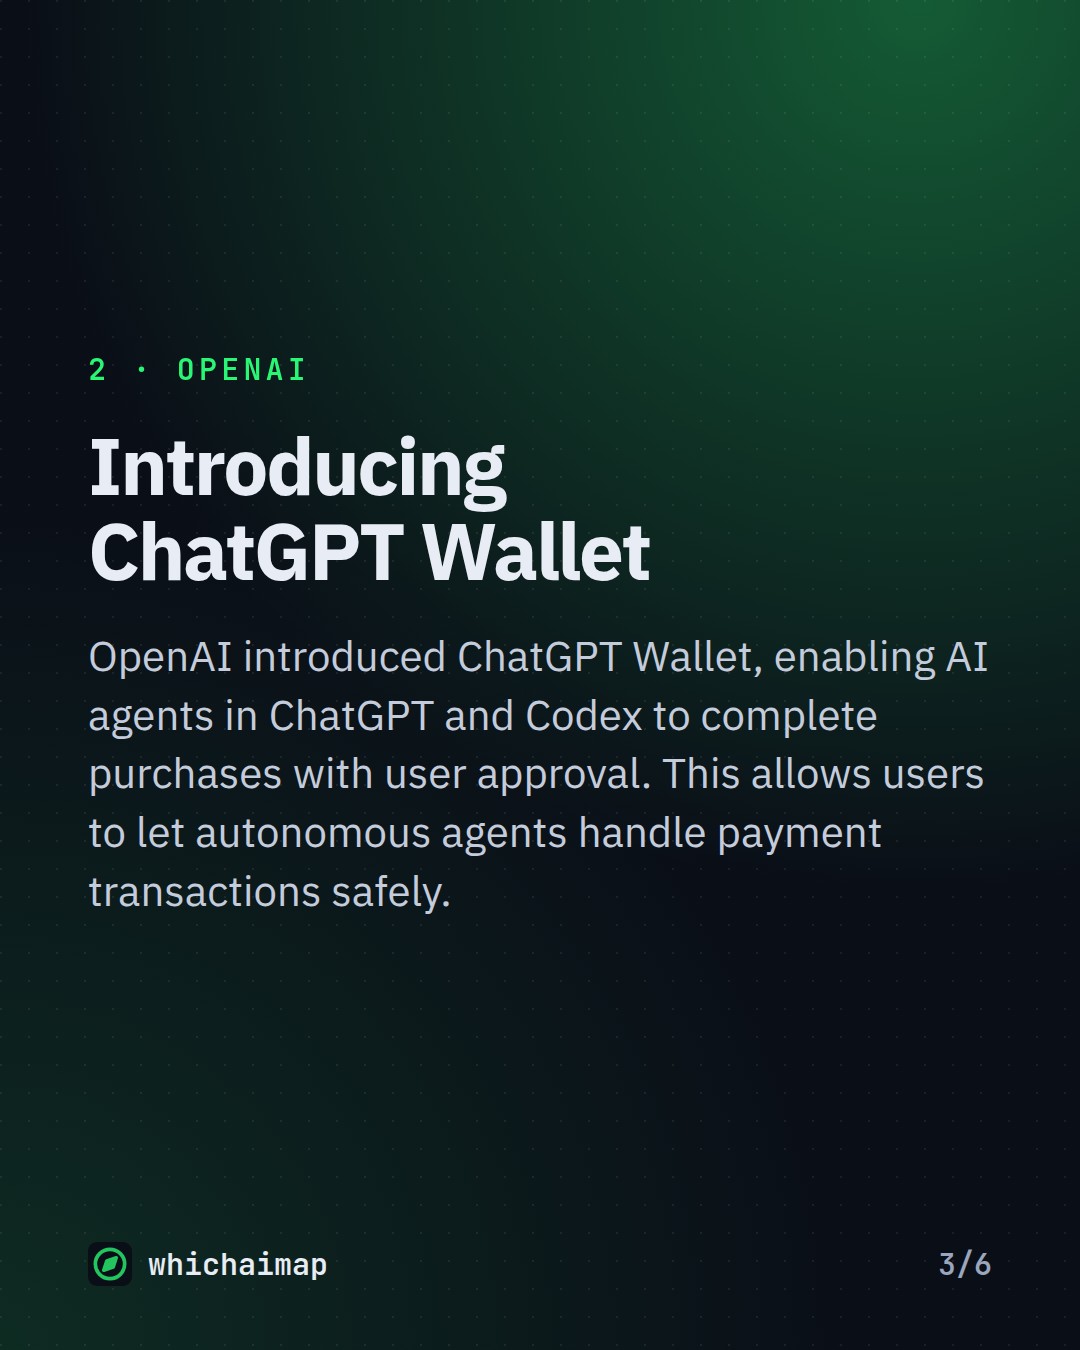 2 · OPENAI
Introducing
ChatGPT Wallet
OpenAI introduced ChatGPT Wallet, enabling AI
agents in ChatGPT and Codex to complete
purchases with user approval. This allows users
to let autonomous agents handle payment
transactions safely.
whichaimap
3/6